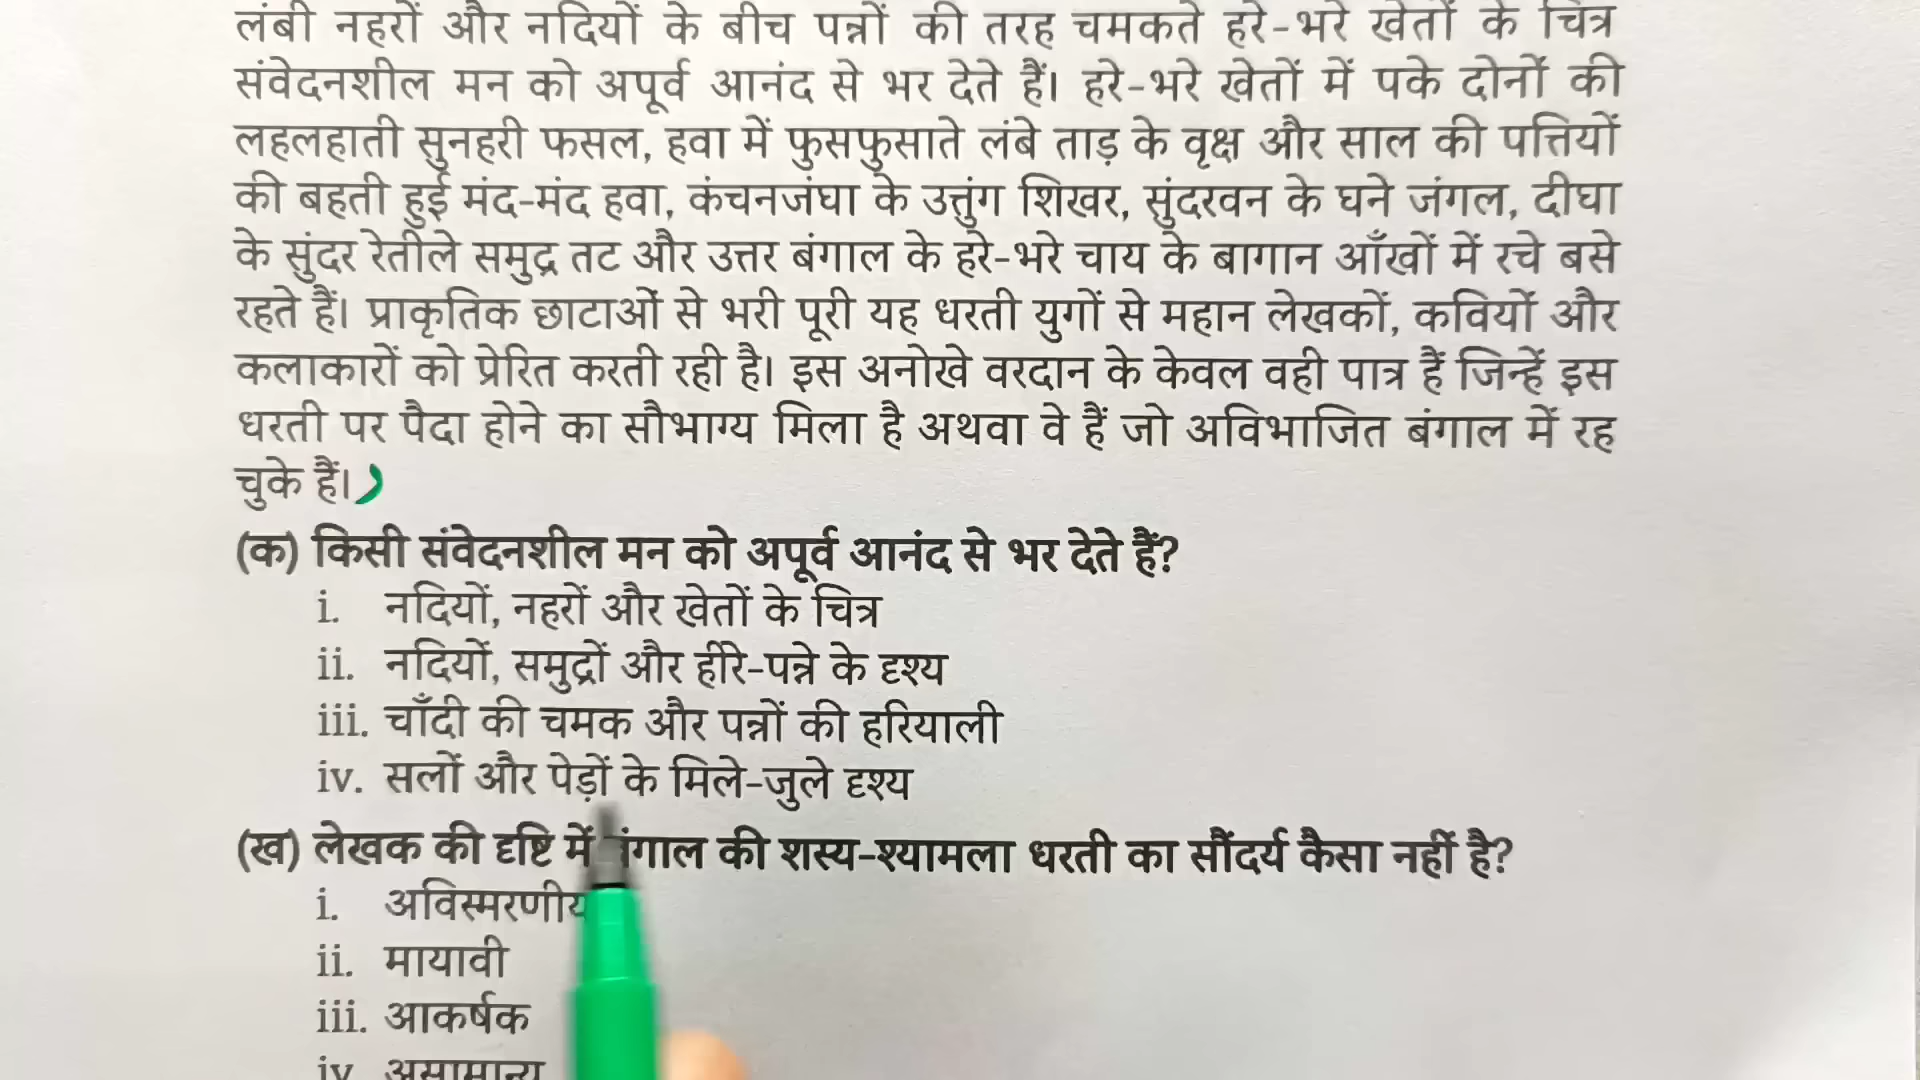 लंबी नहरों और नदियों के बीच पन्नों की तरह चमकते हरे-भरे खेतों के चित्र
संवेदनशील मन को अपूर्व आनंद से भर देते हैं। हरे-भरे खेतों में पके दोनों की
लहलहाती सुनहरी फसल, हवा में फुसफुसाते लंबे ताड़ के वृक्ष और साल की पत्तियों
की बहती हुई मंद-मंद हवा, कंचनजंघा के उत्तुंग शिखर, सुंदरवन के घने जंगल, दीघा
के सुंदर रेतीले समुद्र तट और उत्तर बंगाल के हरे-भरे चाय के बागान आँखों में रचे बसे
रहते हैं। प्राकृतिक छाटाओं से भरी पूरी यह धरती युगों से महान लेखकों, कवियों और
कलाकारों को प्रेरित करती रही है। इस अनोखे वरदान के केवल वही पात्र हैं जिन्हें इस
धरती पर पैदा होने का सौभाग्य मिला है अथवा वे हैं जो अविभाजित बंगाल में रह
चुके हैं।
(क) किसी संवेदनशील मन को अपूर्व आनंद से भर देते हैं?
i. नदियों, नहरों और खेतों के चित्र
ii. नदियों, समुद्रों और हीरे-पन्ने के दृश्य
iii. चाँदी की चमक और पन्नों की हरियाली
iv. सलों और पेड़ों के मिले-जुले दृश्य
(ख) लेखक की दृष्टि में की शस्य-श्यामला धरती का सौंदर्य कैसा नहीं है?
i. अविस्मरणीय
ii. मायावी
iii. आकर्षक
iv असामान्य